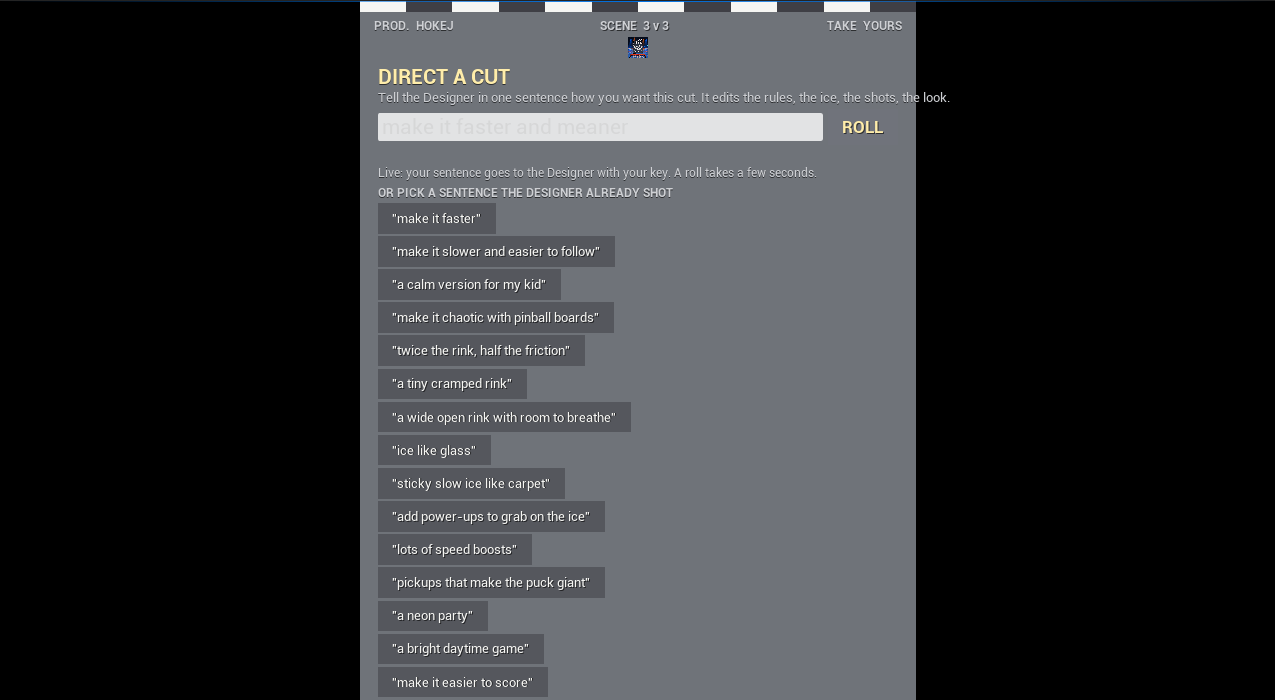 PROD. HOKEJ SCENE 3 v 3 TAKE YOURS
DIRECT A CUT
Tell the Designer in one sentence how you want this cut. It edits the rules, the ice, the shots, the look.
make it faster and meaner ROLL
Live: your sentence goes to the Designer with your key. A roll takes a few seconds.
OR PICK A SENTENCE THE DESIGNER ALREADY SHOT
"make it faster"
"make it slower and easier to follow"
"a calm version for my kid"
"make it chaotic with pinball boards"
"twice the rink, half the friction"
"a tiny cramped rink"
"a wide open rink with room to breathe"
"ice like glass"
"sticky slow ice like carpet"
"add power-ups to grab on the ice"
"lots of speed boosts"
"pickups that make the puck giant"
"a neon party"
"a bright daytime game"
"make it easier to score"